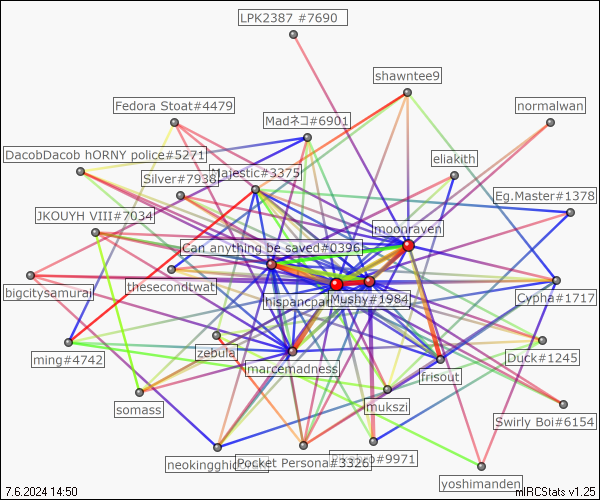 LPK2387 #7690
shawntee9
Fedora Stoat#4479
normalwan
Madネコ#6901
DacobDacob hORNY police#5271
eliakith
Silver#7938
Majestic#3375
Eg.Master#1378
JKOUYH VIII#7034
moonraven
Can anything be saved#0396
bigcitysamurai
thesecondtwat
hispancpa
Mushy#1984
Cypha#1717
ming#4742
zebula
marcemadness
Duck#1245
frisout
somass
mukszi
Swirly Boi#6154
neokingghid
Pocket Persona#3326
#9971
yoshimanden
7.6.2024 14:50
mIRCStats v1.25